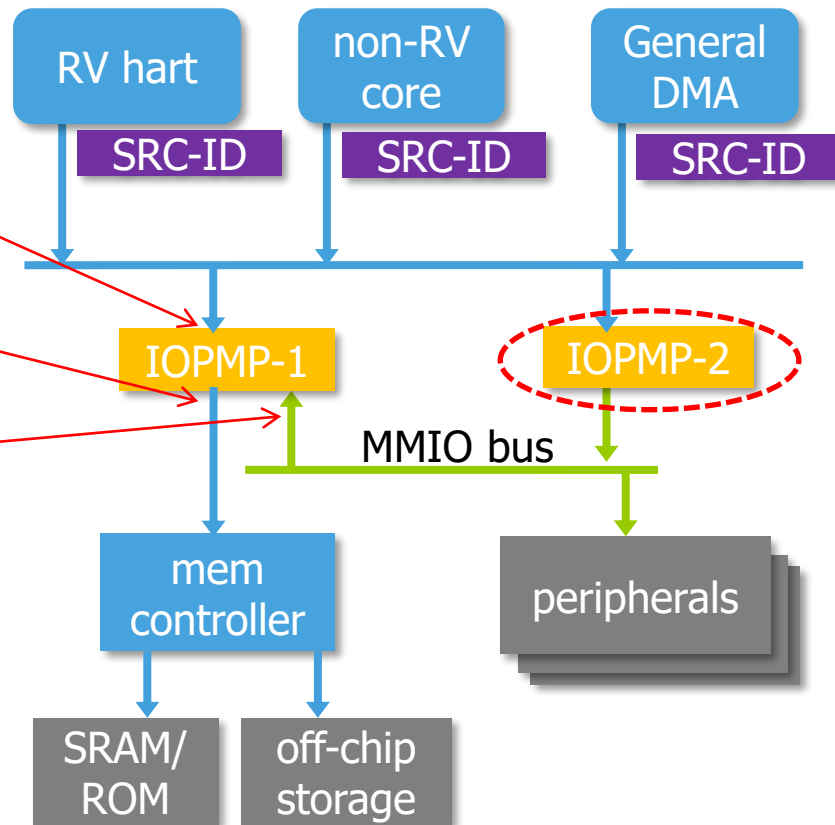 RV hart
non-RV
core
General
DMA
SRC-ID
SRC-ID
SRC-ID
IOPMP-1
IOPMP-2
MMIO bus
mem
controller
peripherals
SRAM/
ROM
off-chip
storage